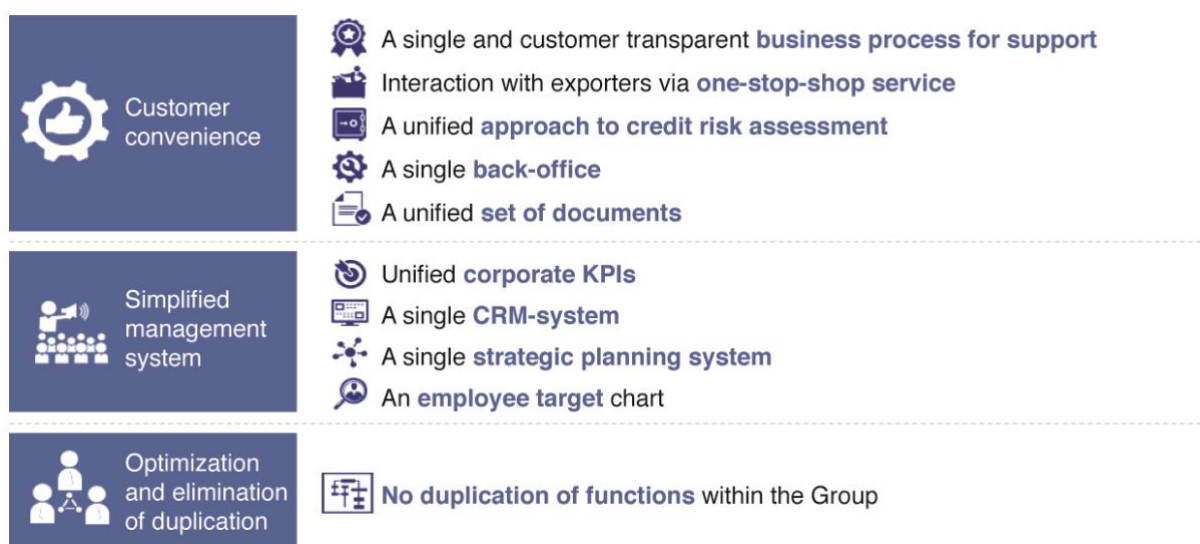 Customer
convenience
A single and customer transparent business process for support
Interaction with exporters via one-stop-shop service
A unified approach to credit risk assessment
A single back-office
A unified set of documents
Simplified
management
system
Unified corporate KPIs
A single CRM-system
A single strategic planning system
An employee target chart
Optimization
and elimination
of duplication
No duplication of functions within the Group